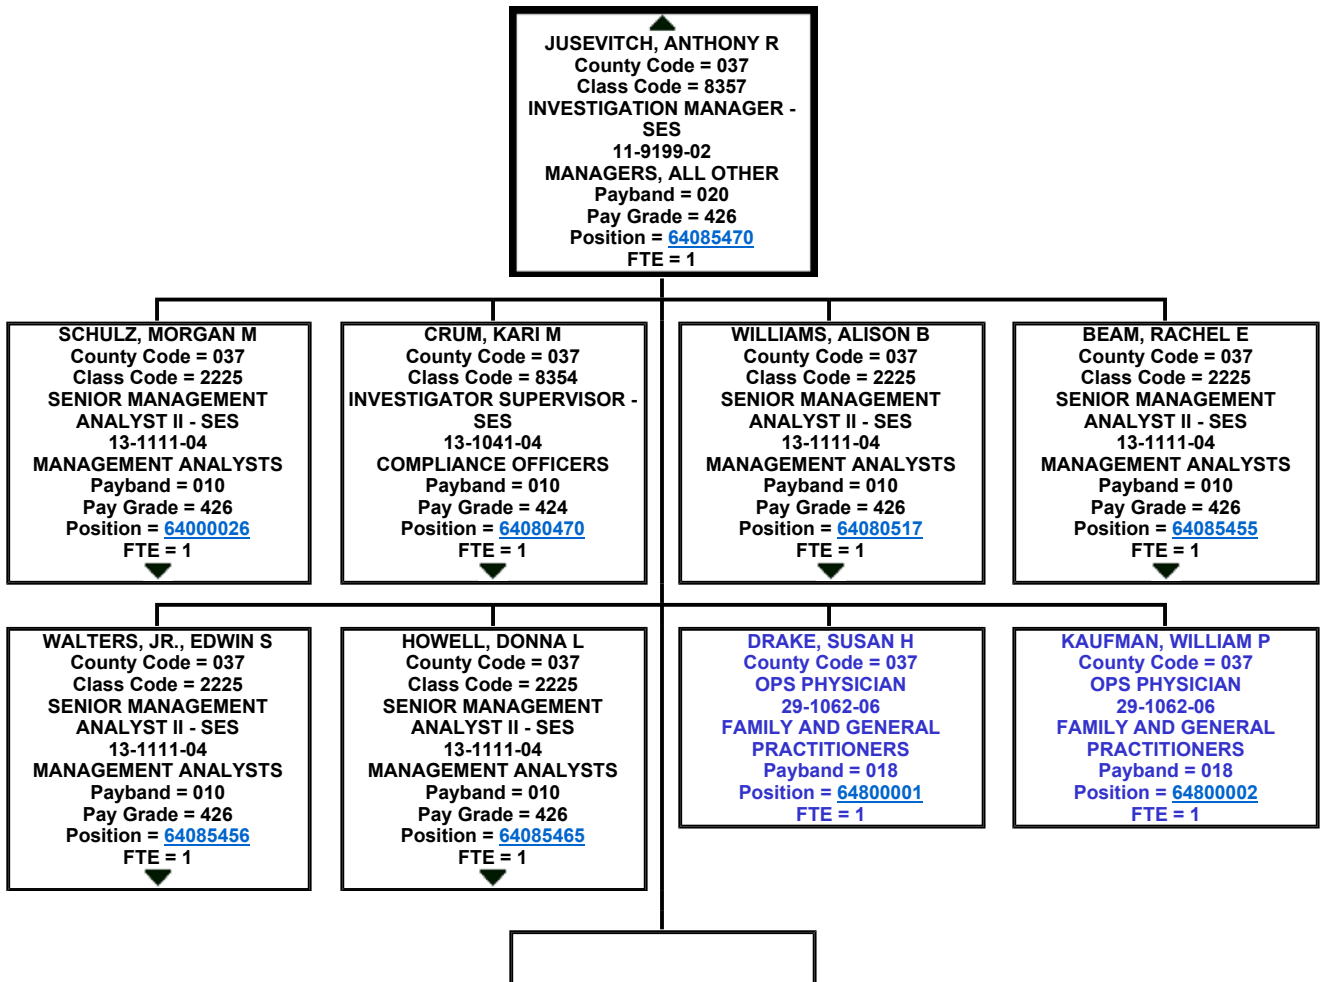 JUSEVITCH, ANTHONY R
County Code = 037
Class Code = 8357
INVESTIGATION MANAGER -
SES
11-9199-02
MANAGERS, ALL OTHER
Payband = 020
Pay Grade = 426
Position = 64085470
FTE = 1
SCHULZ, MORGAN M
County Code = 037
Class Code = 2225
SENIOR MANAGEMENT
ANALYST II - SES
13-1111-04
MANAGEMENT ANALYSTS
Payband = 010
Pay Grade = 426
Position = 64000026
FTE = 1
CRUM, KARI M
County Code = 037
Class Code = 8354
INVESTIGATOR SUPERVISOR -
SES
13-1041-04
COMPLIANCE OFFICERS
Payband = 010
Pay Grade = 424
Position = 64080470
FTE = 1
WILLIAMS, ALISON B
County Code = 037
Class Code = 2225
SENIOR MANAGEMENT
ANALYST II - SES
13-1111-04
MANAGEMENT ANALYSTS
Payband = 010
Pay Grade = 426
Position = 64080517
FTE = 1
BEAM, RACHEL E
County Code = 037
Class Code = 2225
SENIOR MANAGEMENT
ANALYST II - SES
13-1111-04
MANAGEMENT ANALYSTS
Payband = 010
Pay Grade = 426
Position = 64085455
FTE = 1
WALTERS, JR., EDWIN S
County Code = 037
Class Code = 2225
SENIOR MANAGEMENT
ANALYST II - SES
13-1111-04
MANAGEMENT ANALYSTS
Payband = 010
Pay Grade = 426
Position = 64085456
FTE = 1
HOWELL, DONNA L
County Code = 037
Class Code = 2225
SENIOR MANAGEMENT
ANALYST II - SES
13-1111-04
MANAGEMENT ANALYSTS
Payband = 010
Pay Grade = 426
Position = 64085465
FTE = 1
DRAKE, SUSAN H
County Code = 037
OPS PHYSICIAN
29-1062-06
FAMILY AND GENERAL
PRACTITIONERS
Payband = 018
Position = 64800001
FTE = 1
KAUFMAN, WILLIAM P
County Code = 037
OPS PHYSICIAN
29-1062-06
FAMILY AND GENERAL
PRACTITIONERS
Payband = 018
Position = 64800002
FTE = 1